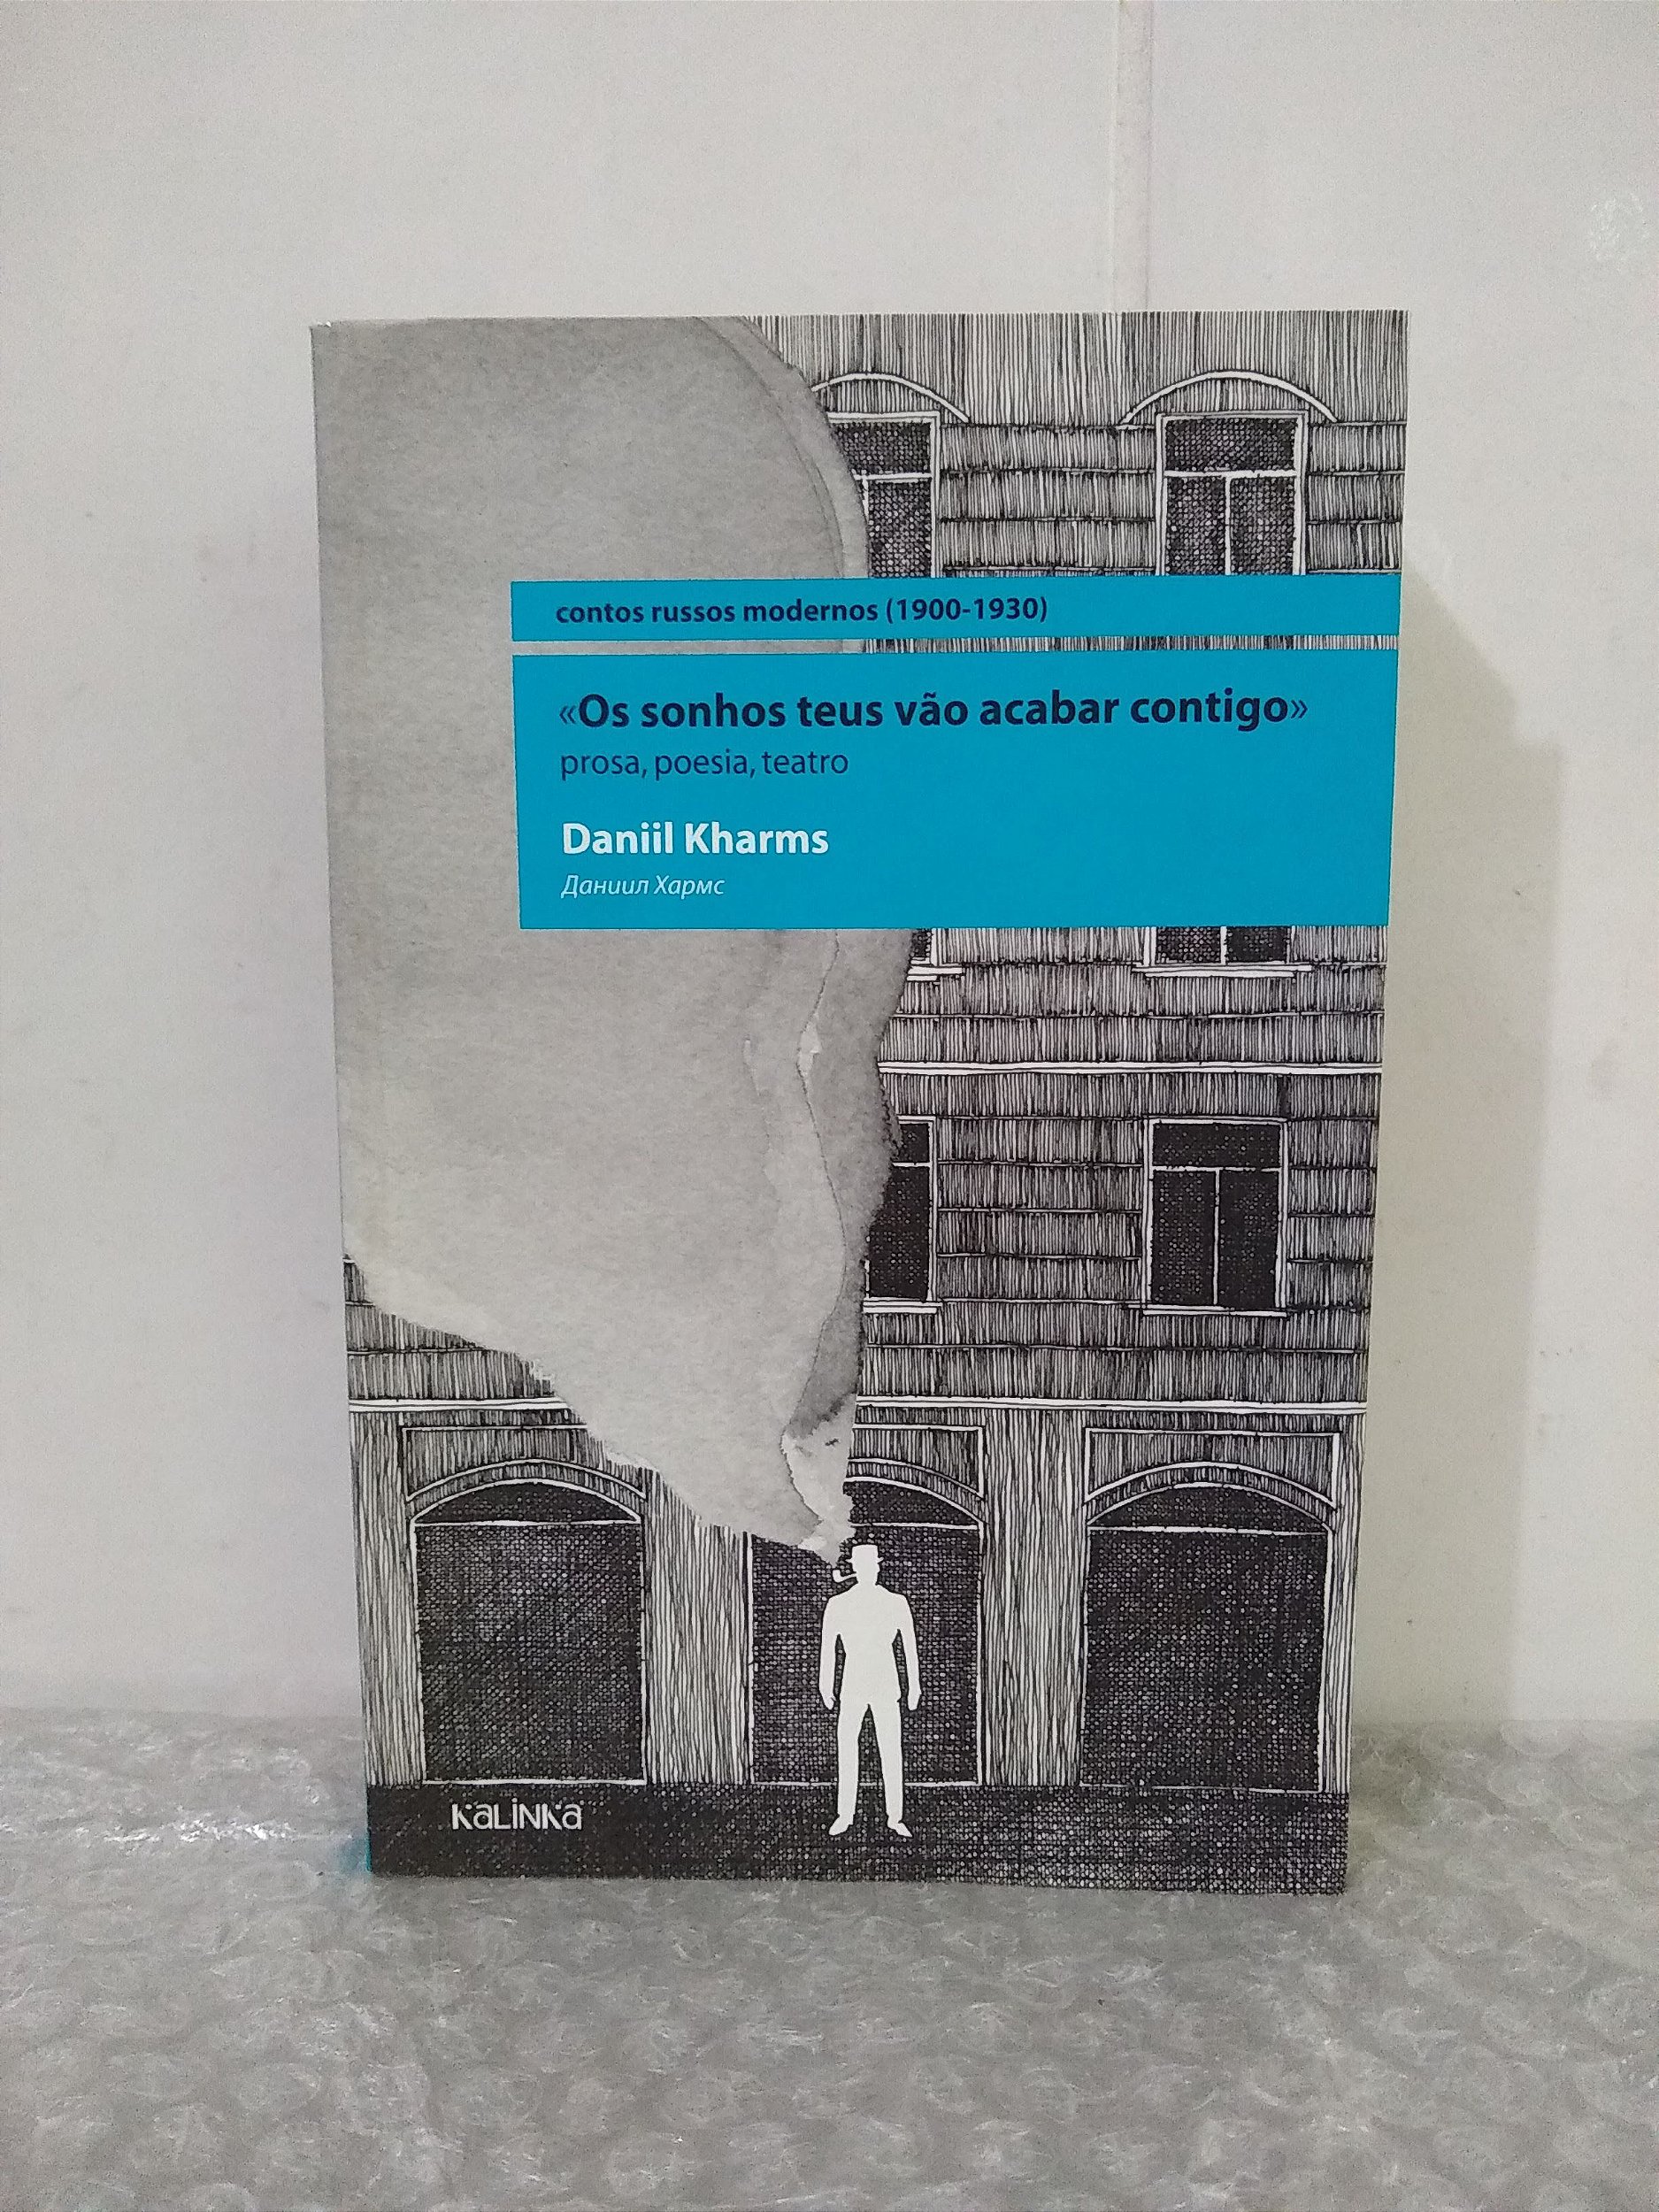 contos russos modernos (1900-1930)
«Os sonhos teus vão acabar contigo»
prosa, poesia, teatro
Daniil Kharms
Даниил Хармс
KaLiNKa